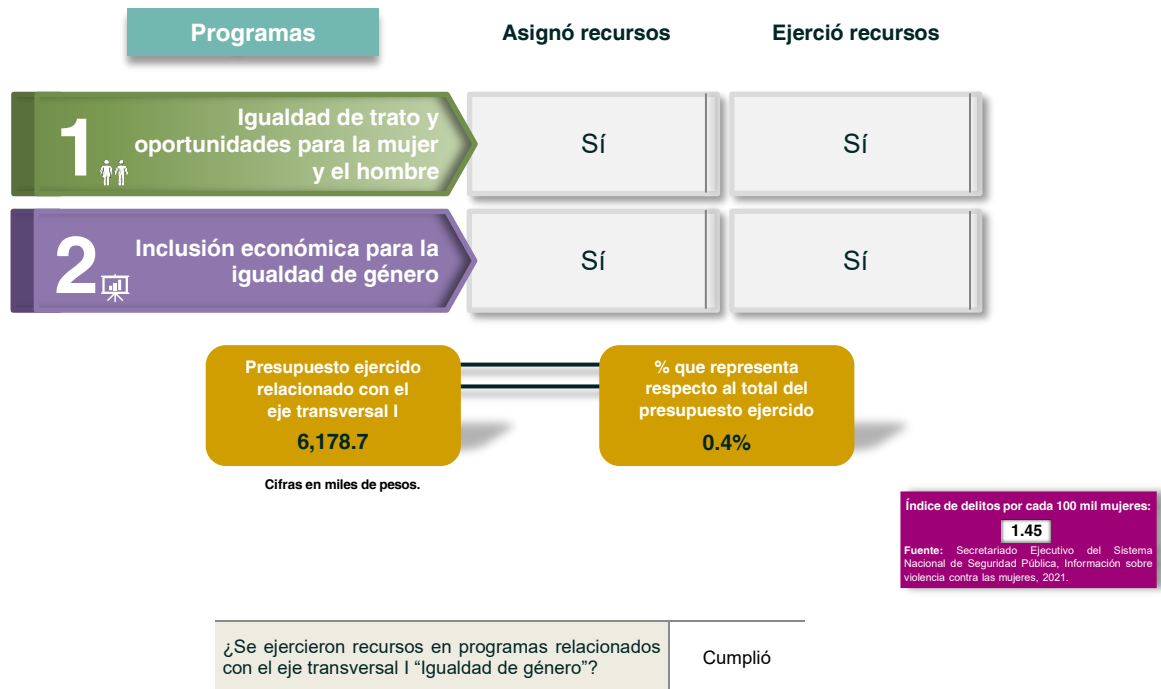 Programas
Asignó recursos
Ejerció recursos
1
Igualdad de trato y
oportunidades para la mujer
y el hombre
Sí
Sí
2
Inclusión económica para la
igualdad de género
Sí
Sí
Presupuesto ejercido
relacionado con el
eje transversal I
6,178.7
% que representa
respecto al total del
presupuesto ejercido
0.4%
Cifras en miles de pesos.
Índice de delitos por cada 100 mil mujeres:
1.45
Fuente: Secretariado Ejecutivo del Sistema
Nacional de Seguridad Pública, Información sobre
violencia contra las mujeres, 2021.
¿Se ejercieron recursos en programas relacionados
con el eje transversal I “Igualdad de género”?
Cumplió